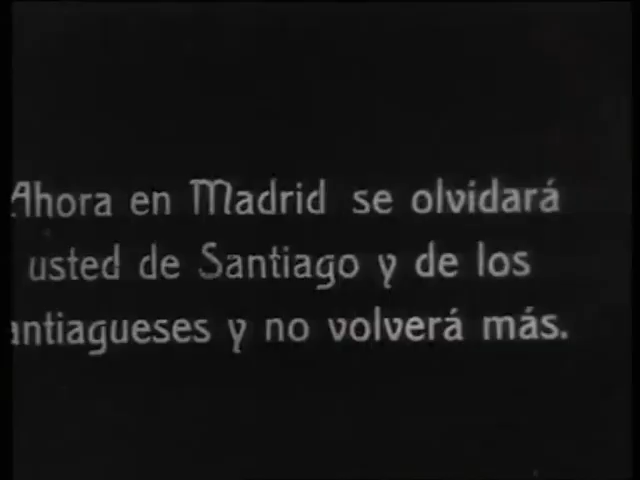 Ahora en Madrid se olvidará
usted de Santiago y de los
antiagueses y no volverá más.